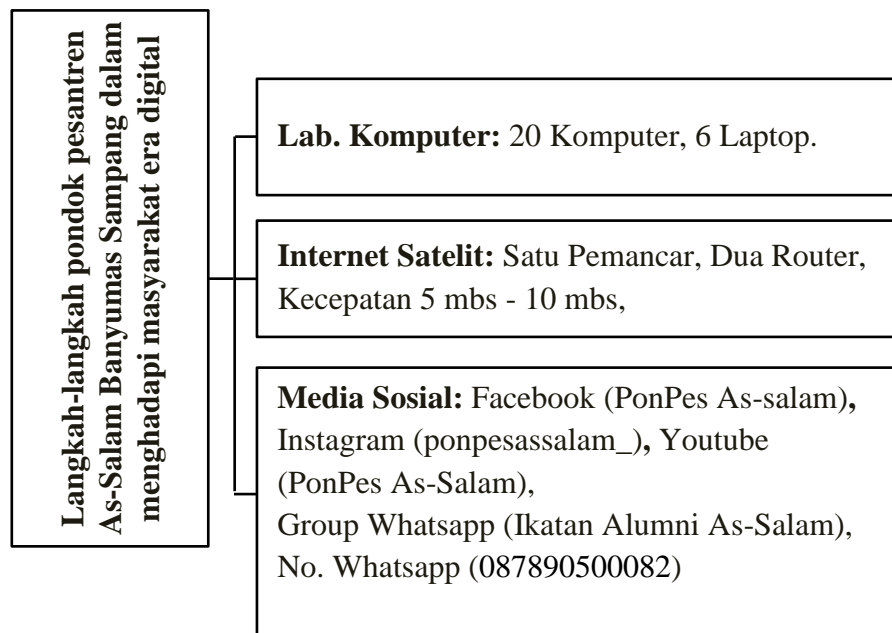 Langkah-langkah pondok pesantren
As-Salam Banyumas Sampang dalam
menghadapi masyarakat era digital
Lab. Komputer: 20 Komputer, 6 Laptop.
Internet Satelit: Satu Pemancar, Dua Router,
Kecepatan 5 mbs - 10 mbs,
Media Sosial: Facebook (PonPes As-salam),
Instagram (ponpesassalam_), Youtube
(PonPes As-Salam),
Group Whatsapp (Ikatan Alumni As-Salam),
No. Whatsapp (087890500082)